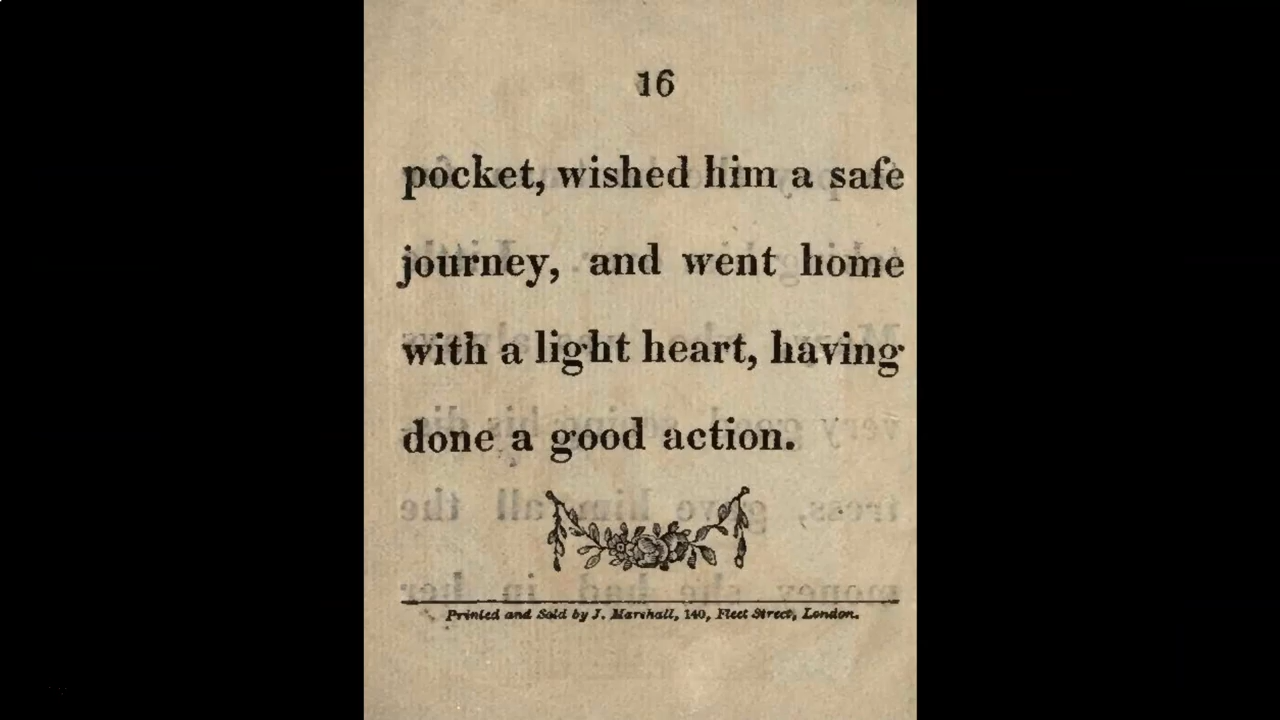 16
pocket, wished him a safe
journey, and went home
with a light heart, having
done a good action.
Printed and Sold by J. Marshall, 140, Fleet Street, London.